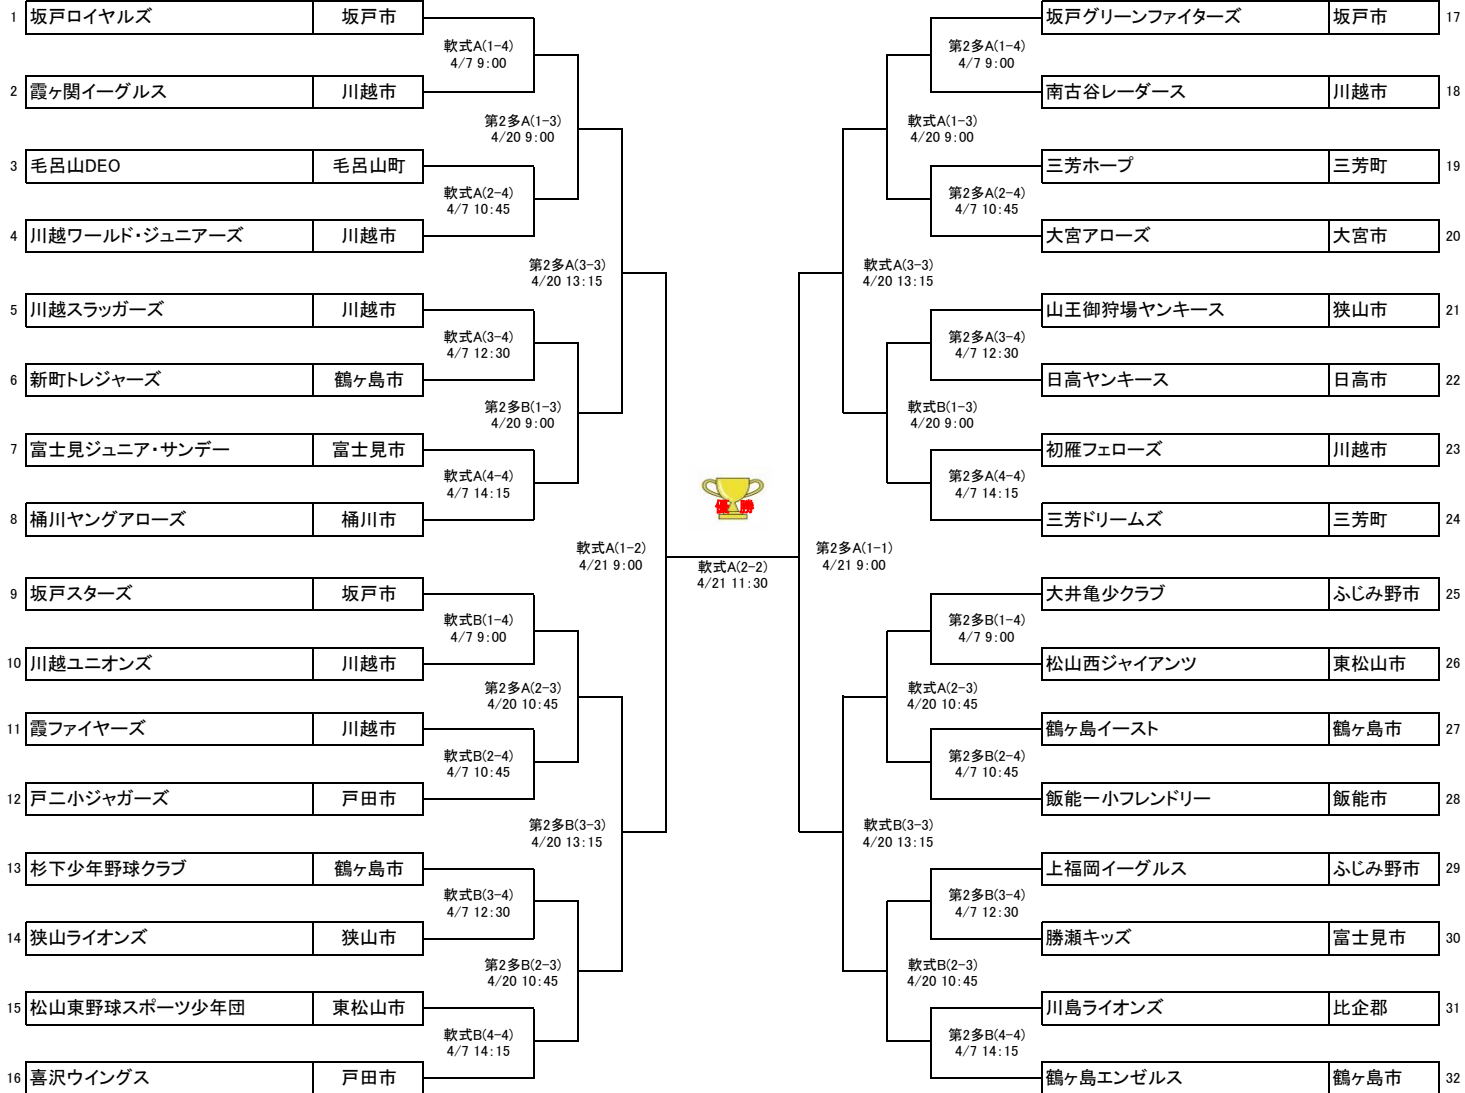 1 坂戸ロイヤルズ 坂戸市
軟式A(1-4)
4/7 9:00
2 霞ヶ関イーグルス 川越市
第2多A(1-3)
4/20 9:00
3 毛呂山DEO 毛呂山町
軟式A(2-4)
4/7 10:45
4 川越ワールド・ジュニアーズ 川越市
第2多A(3-3)
4/20 13:15
5 川越スラッガーズ 川越市
軟式A(3-4)
4/7 12:30
6 新町トレジャーズ 鶴ヶ島市
第2多B(1-3)
4/20 9:00
7 富士見ジュニア・サンデー 富士見市
軟式A(4-4)
4/7 14:15
8 桶川ヤングアローズ 桶川市
軟式A(1-2)
4/21 9:00
9 坂戸スターズ 坂戸市
軟式B(1-4)
4/7 9:00
10 川越ユニオンズ 川越市
第2多A(2-3)
4/20 10:45
11 霞ファイヤーズ 川越市
軟式B(2-4)
4/7 10:45
12 戸二小ジャガーズ 戸田市
第2多B(3-3)
4/20 13:15
13 杉下少年野球クラブ 鶴ヶ島市
軟式B(3-4)
4/7 12:30
14 狭山ライオンズ 狭山市
第2多B(2-3)
4/20 10:45
15 松山東野球スポーツ少年団 東松山市
軟式B(4-4)
4/7 14:15
16 喜沢ウイングス 戸田市
優勝
軟式A(2-2)
4/21 11:30
坂戸グリーンファイターズ 坂戸市 17
第2多A(1-4)
4/7 9:00
南古谷レーダース 川越市 18
軟式A(1-3)
4/20 9:00
三芳ホープ 三芳町 19
第2多A(2-4)
4/7 10:45
大宮アローズ 大宮市 20
軟式A(3-3)
4/20 13:15
山王御狩場ヤンキース 狭山市 21
第2多A(3-4)
4/7 12:30
日高ヤンキース 日高市 22
軟式B(1-3)
4/20 9:00
初雁フェローズ 川越市 23
第2多A(4-4)
4/7 14:15
三芳ドリームズ 三芳町 24
第2多A(1-1)
4/21 9:00
大井亀少クラブ ふじみ野市 25
第2多B(1-4)
4/7 9:00
松山西ジャイアンツ 東松山市 26
軟式A(2-3)
4/20 10:45
鶴ヶ島イースト 鶴ヶ島市 27
第2多B(2-4)
4/7 10:45
飯能一小フレンドリー 飯能市 28
軟式B(3-3)
4/20 13:15
上福岡イーグルス ふじみ野市 29
第2多B(3-4)
4/7 12:30
勝瀬キッズ 富士見市 30
軟式B(2-3)
4/20 10:45
川島ライオンズ 比企郡 31
第2多B(4-4)
4/7 14:15
鶴ヶ島エンゼルス 鶴ヶ島市 32